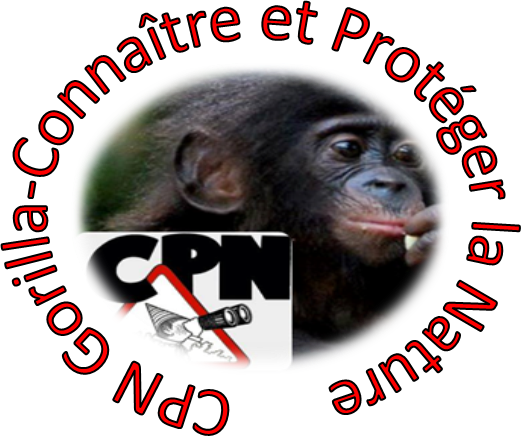 CPN Gorilla-Connaître et Protéger la Nature
CPN